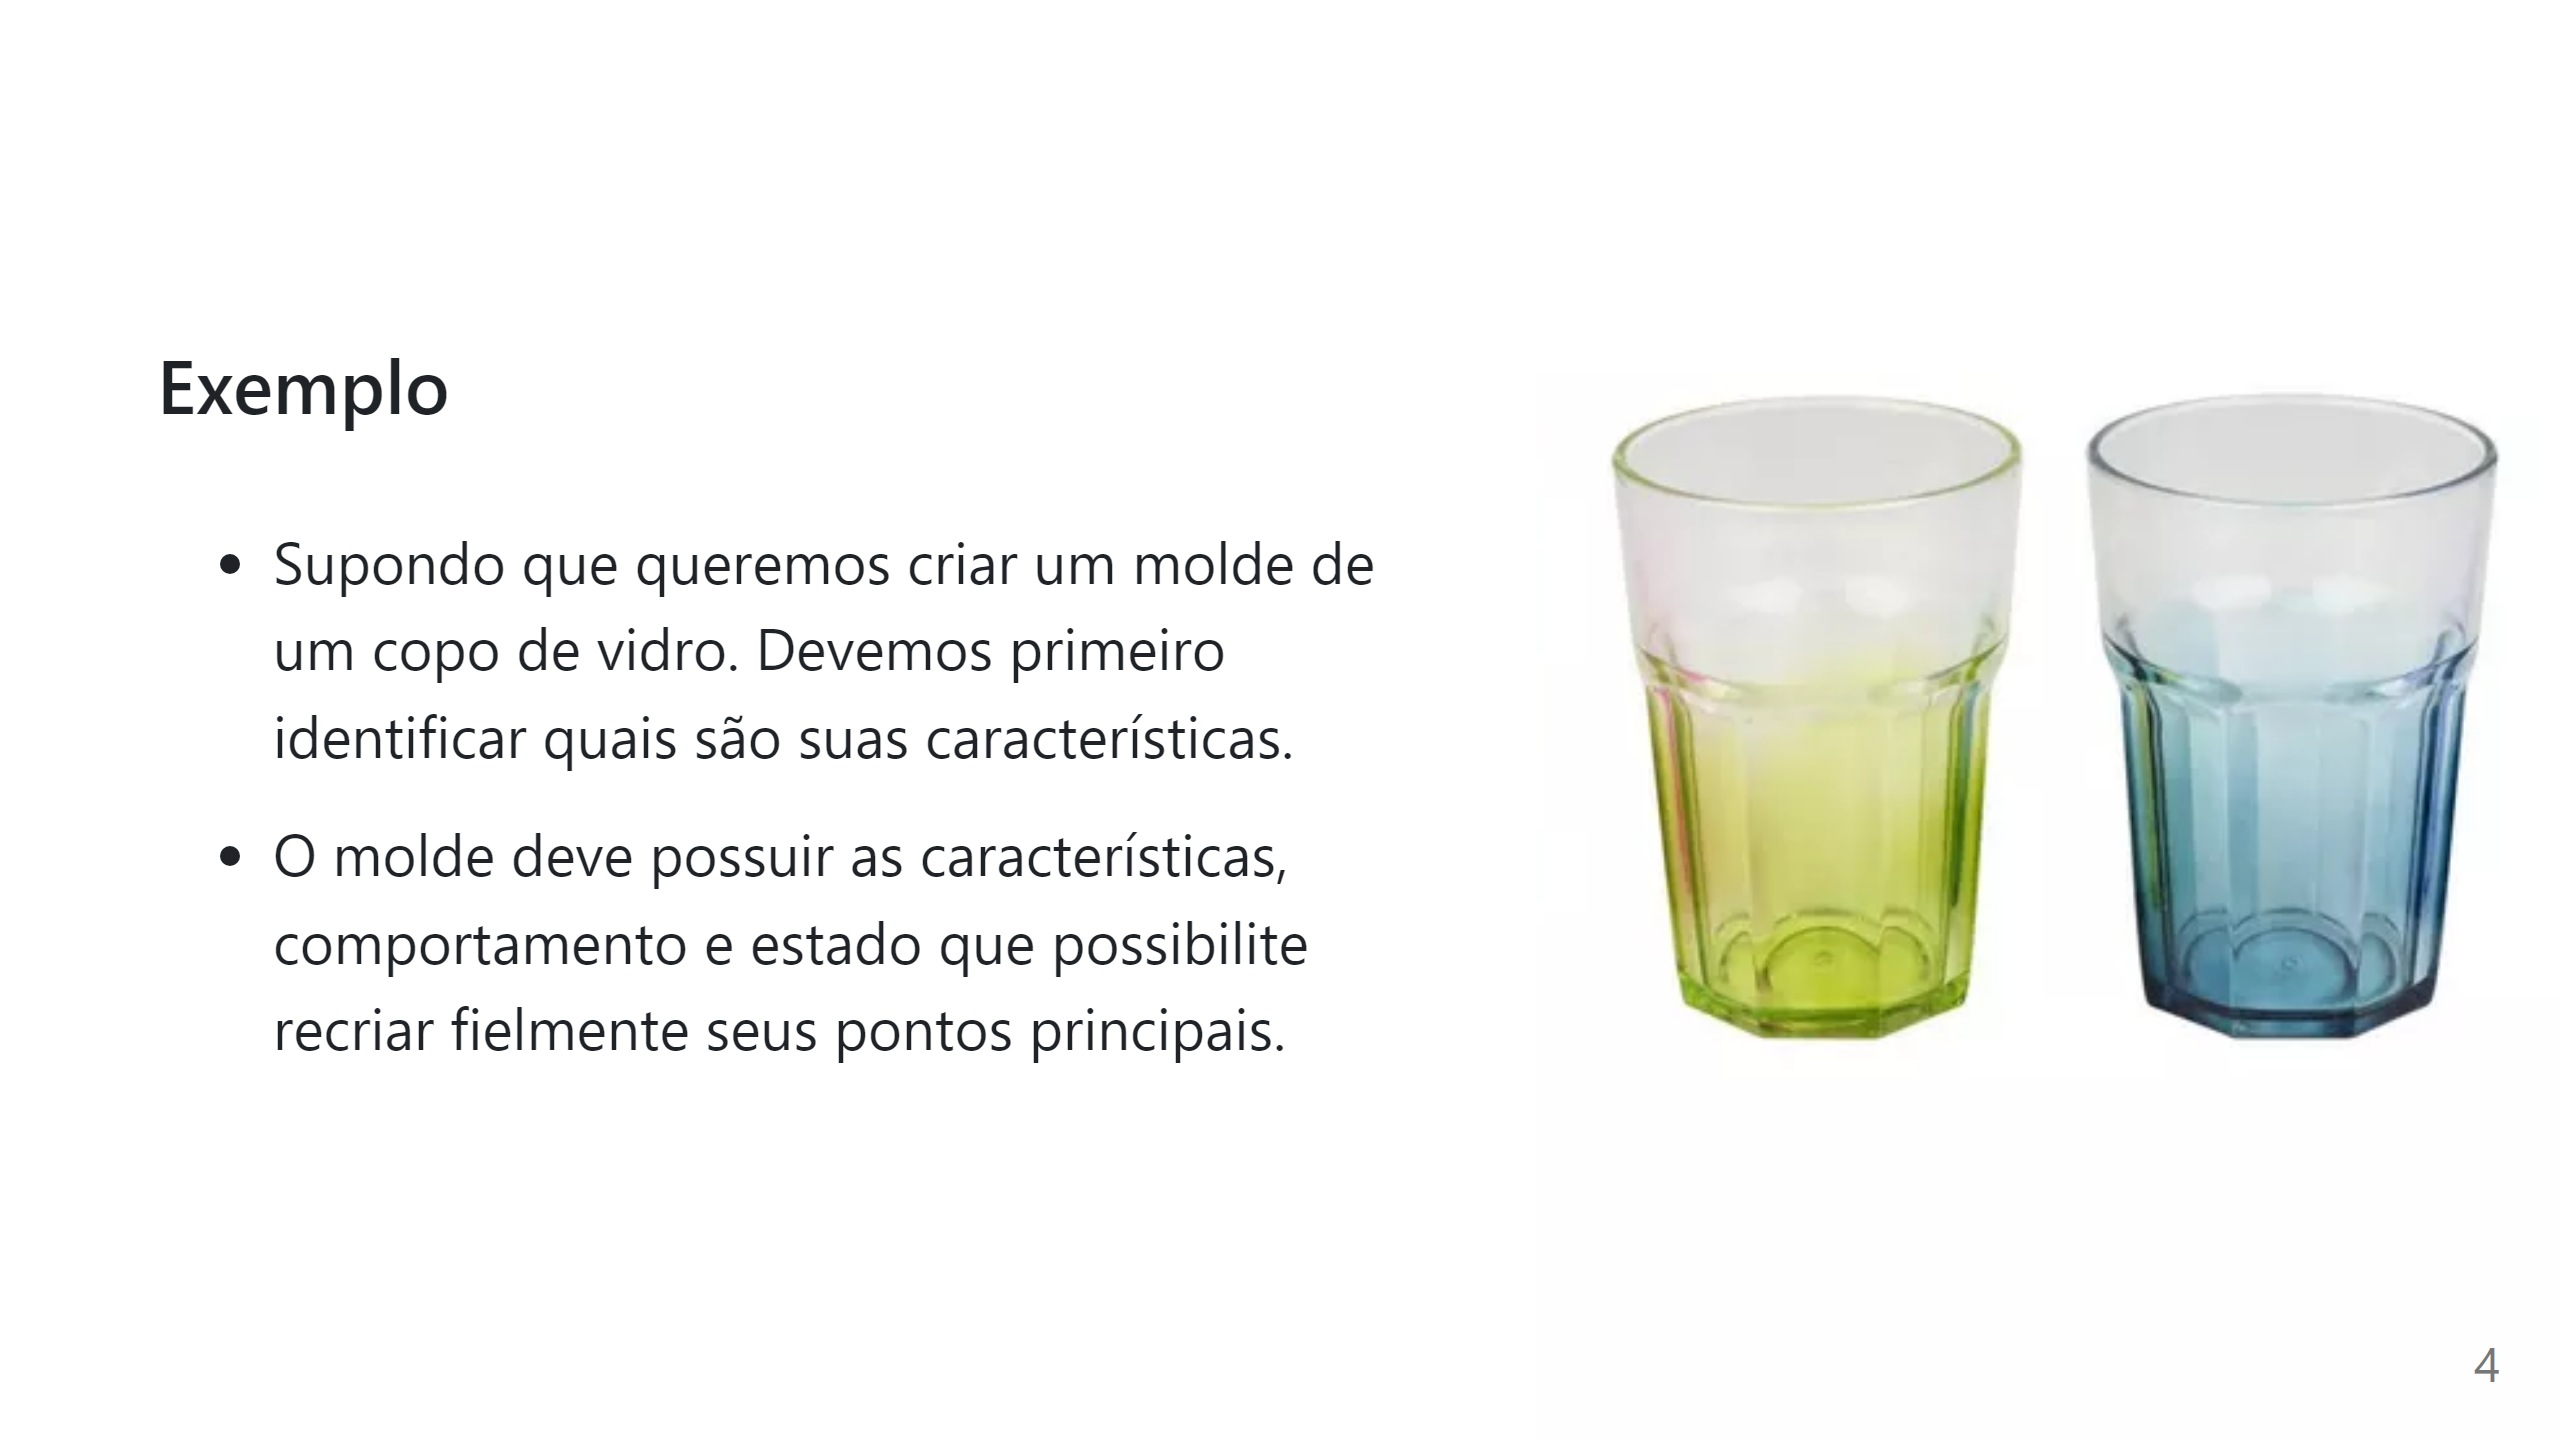 Exemplo
• Supondo que queremos criar um molde de
um copo de vidro. Devemos primeiro
identificar quais são suas características.
• O molde deve possuir as características,
comportamento e estado que possibilite
recriar fielmente seus pontos principais.
4